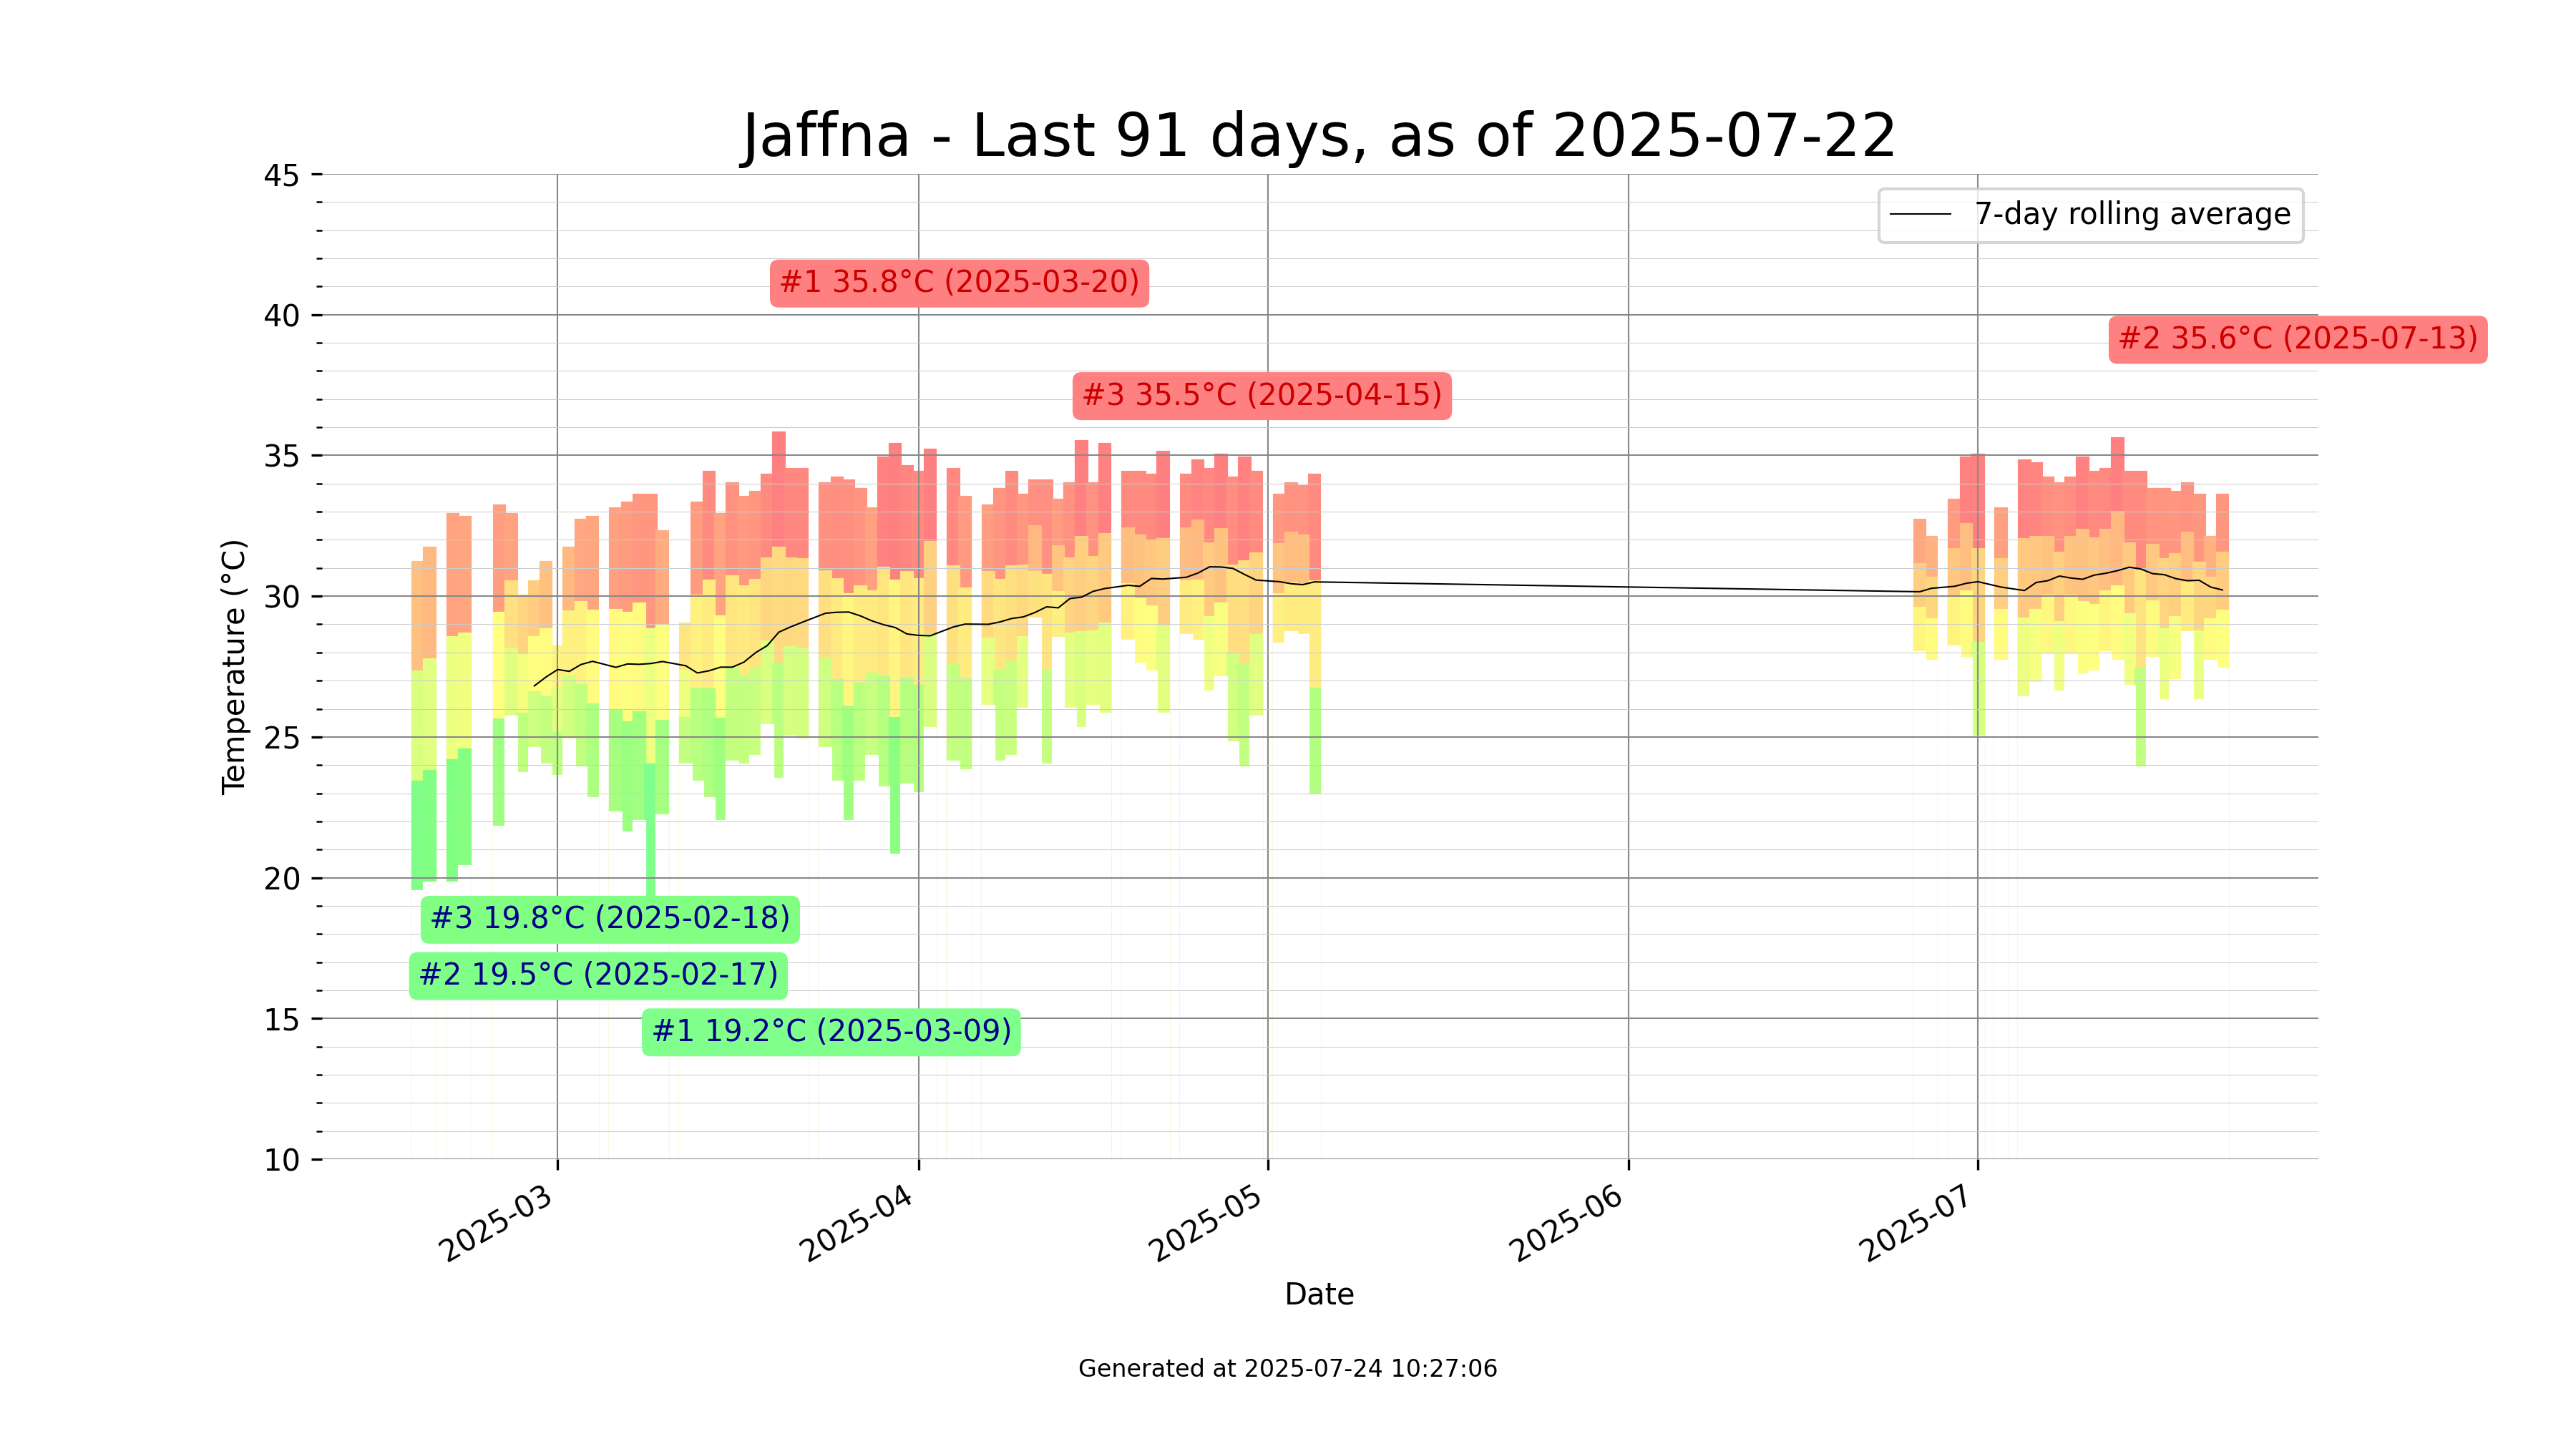 Jaffna - Last 91 days, as of 2025-07-22
45
7-day rolling average
#1 35.8°C (2025-03-20)
40
#2 35.6°C (2025-07-13)
#3 35.5°C (2025-04-15)
35
30
Temperature (°C)
25
20
#3 19.8°C (2025-02-18)
#2 19.5°C (2025-02-17)
15
#1 19.2°C (2025-03-09)
10
2025-03
2025-04
2025-05
2025-06
2025-07
Date
Generated at 2025-07-24 10:27:06